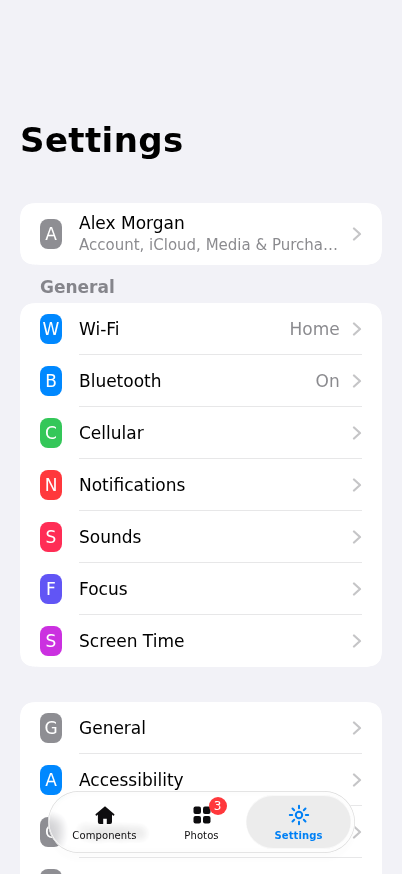 Settings
A
Alex Morgan
Account, iCloud, Media & Purcha...
General
W Wi-Fi Home
B Bluetooth On
C Cellular
N Notifications
S Sounds
F Focus
S Screen Time
G General
A Accessibility
3
Components Photos Settings